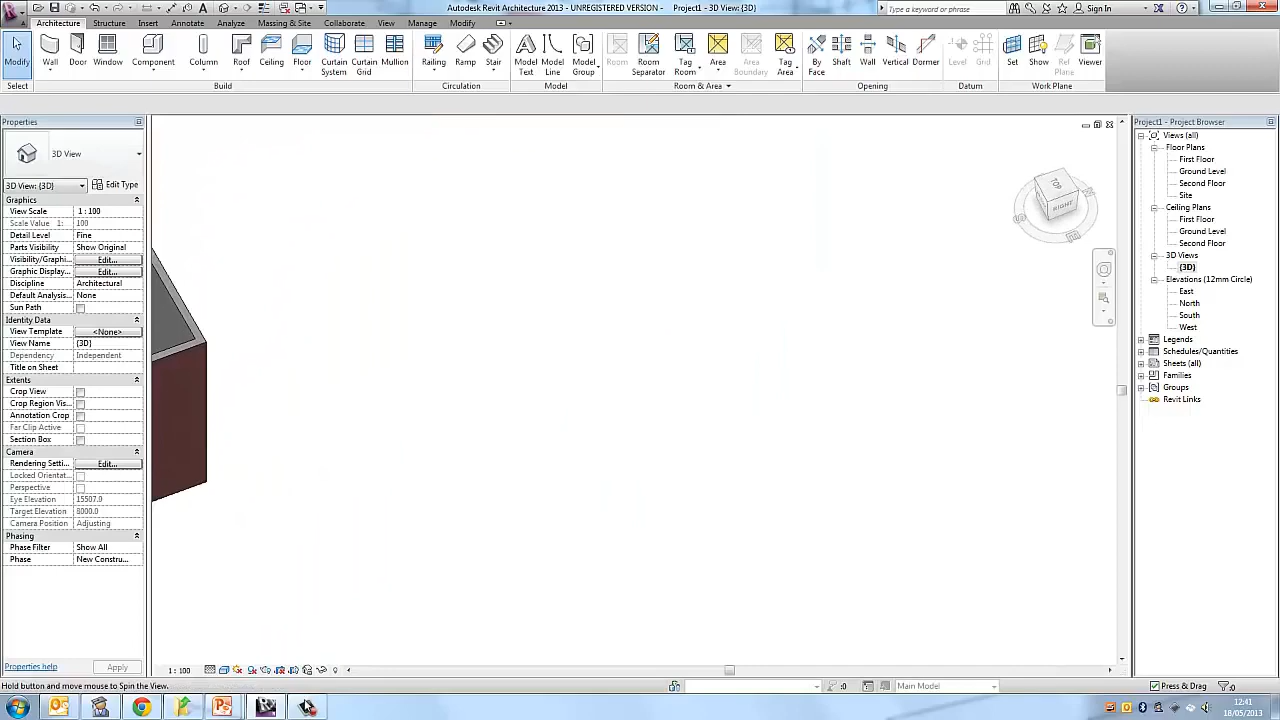 Autodesk Revit Architecture 2013 - UNREGISTERED VERSION - Project1 - 3D View: {3D}
Type a keyword or phrase
Sign In
Architecture Structure Insert Annotate Analyze Massing & Site Collaborate View Manage Modify
Modify Wall Door Window Component Column Roof Ceiling Floor Curtain System Curtain Grid Mullion Railing Ramp Stair Model Text Model Line Model Group Room Room Separator Tag Room Area Area Boundary Tag Area By Face Shaft Wall Vertical Dormer Level Grid Set Show Ref Plane Viewer
Select Build Circulation Model Room & Area Opening Datum Work Plane
Properties
3D View
3D View: {3D} Edit Type
Graphics
View Scale 1 : 100
Scale Value 1: 100
Detail Level Fine
Parts Visibility Show Original
Visibility/Graphi... Edit...
Graphic Display... Edit...
Discipline Architectural
Default Analysis... None
Sun Path
Identity Data
View Template <None>
View Name {3D}
Dependency Independent
Title on Sheet
Extents
Crop View
Crop Region Vis...
Annotation Crop
Far Clip Active
Section Box
Camera
Rendering Setti... Edit...
Locked Orientat...
Perspective
Eye Elevation 15507.0
Target Elevation 8000.0
Camera Position Adjusting
Phasing
Phase Filter Show All
Phase New Constru...
Properties help Apply
TOP
RIGHT
Project1 - Project Browser
Views (all)
Floor Plans
First Floor
Ground Level
Second Floor
Site
Ceiling Plans
First Floor
Ground Level
Second Floor
3D Views
{3D}
Elevations (12mm Circle)
East
North
South
West
Legends
Schedules/Quantities
Sheets (all)
Families
Groups
Revit Links
1 : 100
Hold button and move mouse to Spin the View.
:0
Main Model
Press & Drag
:0
12:41
18/05/2013